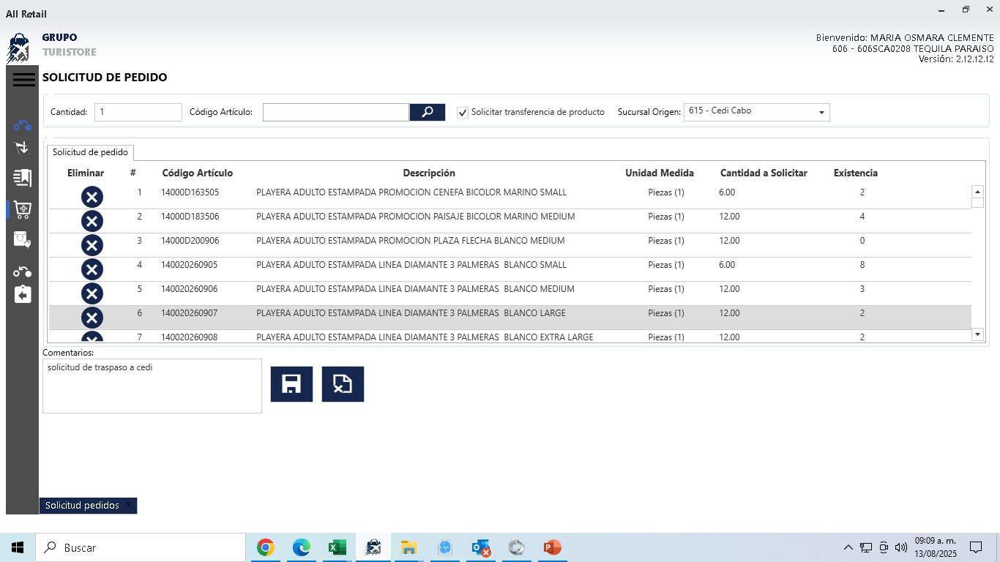 All Retail
GRUPO
TURISTORE
Bienvenido: MARIA OSMARA CLEMENTE
606 - 606SCA0208 TEQUILA PARAISO
Versión: 2.12.12.12
SOLICITUD DE PEDIDO
Cantidad: 1 Código Artículo: Solicitar transferencia de producto Sucursal Origen: 615 - Cedi Cabo
Solicitud de pedido
Eliminar # Código Artículo Descripción Unidad Medida Cantidad a Solicitar Existencia
1 14000D163505 PLAYERA ADULTO ESTAMPADA PROMOCION CENEFA BICOLOR MARINO SMALL Piezas (1) 6.00 2
2 14000D183506 PLAYERA ADULTO ESTAMPADA PROMOCION PAISAJE BICOLOR MARINO MEDIUM Piezas (1) 12.00 4
3 14000D200906 PLAYERA ADULTO ESTAMPADA PROMOCION PLAZA FLECHA BLANCO MEDIUM Piezas (1) 12.00 0
4 140020260905 PLAYERA ADULTO ESTAMPADA LINEA DIAMANTE 3 PALMERAS BLANCO SMALL Piezas (1) 6.00 8
5 140020260906 PLAYERA ADULTO ESTAMPADA LINEA DIAMANTE 3 PALMERAS BLANCO MEDIUM Piezas (1) 12.00 3
6 140020260907 PLAYERA ADULTO ESTAMPADA LINEA DIAMANTE 3 PALMERAS BLANCO LARGE Piezas (1) 12.00 2
7 140020260908 PLAYERA ADULTO ESTAMPADA LINEA DIAMANTE 3 PALMERAS BLANCO EXTRA LARGE Piezas (1) 12.00 2
Comentarios:
solicitud de traspaso a cedi
Solicitud pedidos x
Buscar
09:09 a. m.
13/08/2025